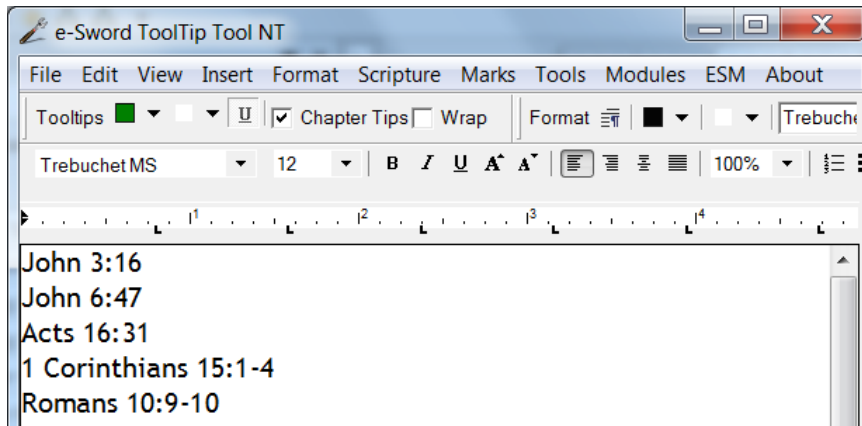 e-Sword ToolTip Tool NT
File Edit View Insert Format Scripture Marks Tools Modules ESM About
Tooltips U Chapter Tips Wrap Format Trebuche
Trebuchet MS 12 B I U A A 100%
1 2 3 4
John 3:16
John 6:47
Acts 16:31
1 Corinthians 15:1-4
Romans 10:9-10